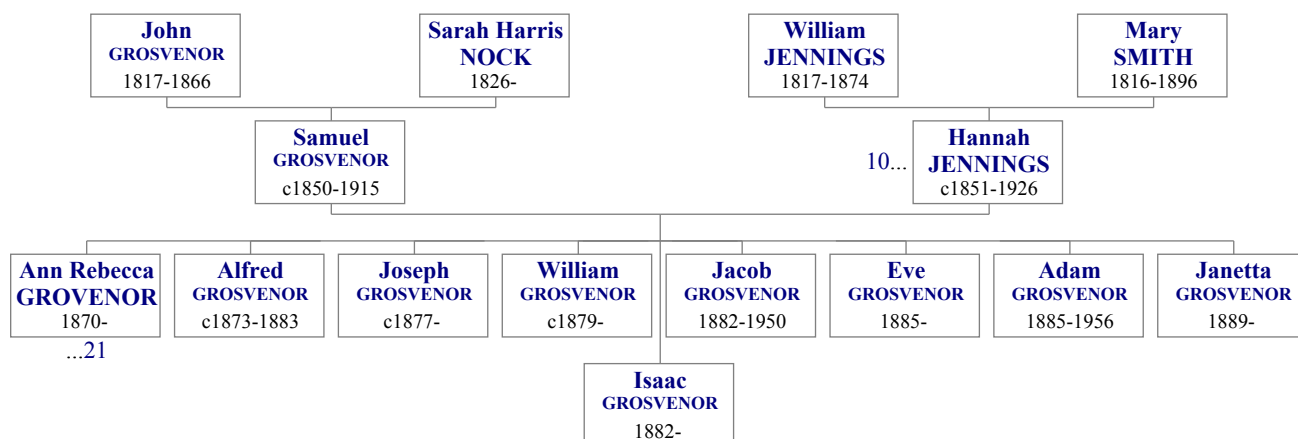 John
GROSVENOR
1817-1866
Sarah Harris
NOCK
1826-
William
JENNINGS
1817-1874
Mary
SMITH
1816-1896
Samuel
GROSVENOR
c1850-1915
10...
Hannah
JENNINGS
c1851-1926
Ann Rebecca
GROVENOR
1870-
...21
Alfred
GROSVENOR
c1873-1883
Joseph
GROSVENOR
c1877-
William
GROSVENOR
c1879-
Jacob
GROSVENOR
1882-1950
Eve
GROSVENOR
1885-
Adam
GROSVENOR
1885-1956
Janetta
GROSVENOR
1889-
Isaac
GROSVENOR
1882-